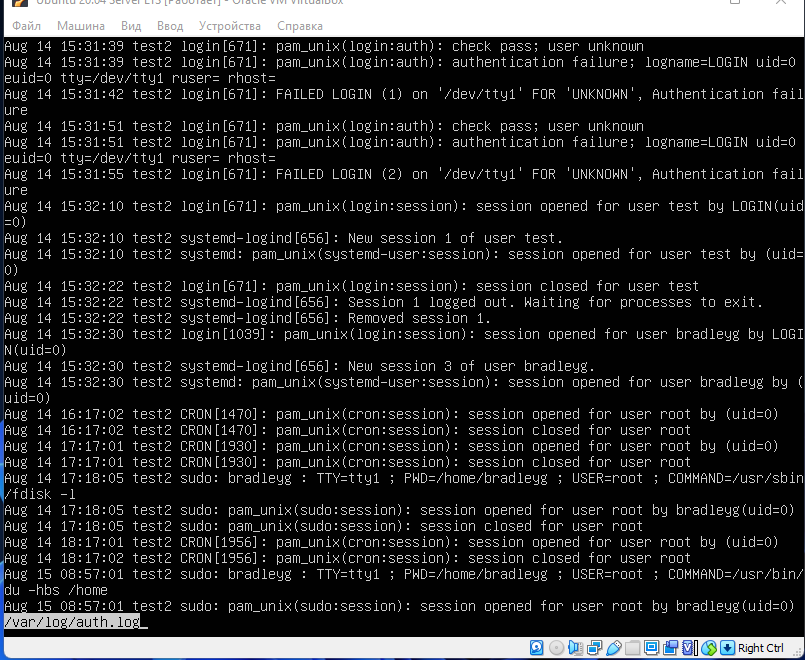 Ubuntu 20.04 Server LTS [Работает] - Oracle VM VirtualBox
Файл Машина Вид Ввод Устройства Справка
Aug 14 15:31:39 test2 login[671]: pam_unix(login:auth): check pass; user unknown
Aug 14 15:31:39 test2 login[671]: pam_unix(login:auth): authentication failure; logname=LOGIN uid=0
euid=0 tty=/dev/tty1 ruser= rhost=
Aug 14 15:31:42 test2 login[671]: FAILED LOGIN (1) on '/dev/tty1' FOR 'UNKNOWN', Authentication fail
ure
Aug 14 15:31:51 test2 login[671]: pam_unix(login:auth): check pass; user unknown
Aug 14 15:31:51 test2 login[671]: pam_unix(login:auth): authentication failure; logname=LOGIN uid=0
euid=0 tty=/dev/tty1 ruser= rhost=
Aug 14 15:31:55 test2 login[671]: FAILED LOGIN (2) on '/dev/tty1' FOR 'UNKNOWN', Authentication fail
ure
Aug 14 15:32:10 test2 login[671]: pam_unix(login:session): session opened for user test by LOGIN(uid
=0)
Aug 14 15:32:10 test2 systemd-logind[656]: New session 1 of user test.
Aug 14 15:32:10 test2 systemd: pam_unix(systemd-user:session): session opened for user test by (uid=
0)
Aug 14 15:32:22 test2 login[671]: pam_unix(login:session): session closed for user test
Aug 14 15:32:22 test2 systemd-logind[656]: Session 1 logged out. Waiting for processes to exit.
Aug 14 15:32:22 test2 systemd-logind[656]: Removed session 1.
Aug 14 15:32:30 test2 login[1039]: pam_unix(login:session): session opened for user bradleyg by LOGI
N(uid=0)
Aug 14 15:32:30 test2 systemd-logind[656]: New session 3 of user bradleyg.
Aug 14 15:32:30 test2 systemd: pam_unix(systemd-user:session): session opened for user bradleyg by (
uid=0)
Aug 14 16:17:02 test2 CRON[1470]: pam_unix(cron:session): session opened for user root by (uid=0)
Aug 14 16:17:02 test2 CRON[1470]: pam_unix(cron:session): session closed for user root
Aug 14 17:17:01 test2 CRON[1930]: pam_unix(cron:session): session opened for user root by (uid=0)
Aug 14 17:17:01 test2 CRON[1930]: pam_unix(cron:session): session closed for user root
Aug 14 17:18:05 test2 sudo: bradleyg : TTY=tty1 ; PWD=/home/bradleyg ; USER=root ; COMMAND=/usr/sbin
/fdisk -l
Aug 14 17:18:05 test2 sudo: pam_unix(sudo:session): session opened for user root by bradleyg(uid=0)
Aug 14 17:18:05 test2 sudo: pam_unix(sudo:session): session closed for user root
Aug 14 18:17:01 test2 CRON[1956]: pam_unix(cron:session): session opened for user root by (uid=0)
Aug 14 18:17:02 test2 CRON[1956]: pam_unix(cron:session): session closed for user root
Aug 15 08:57:01 test2 sudo: bradleyg : TTY=tty1 ; PWD=/home/bradleyg ; USER=root ; COMMAND=/usr/bin/
du -hbs /home
Aug 15 08:57:01 test2 sudo: pam_unix(sudo:session): session opened for user root by bradleyg(uid=0)
/var/log/auth.log
Right Ctrl